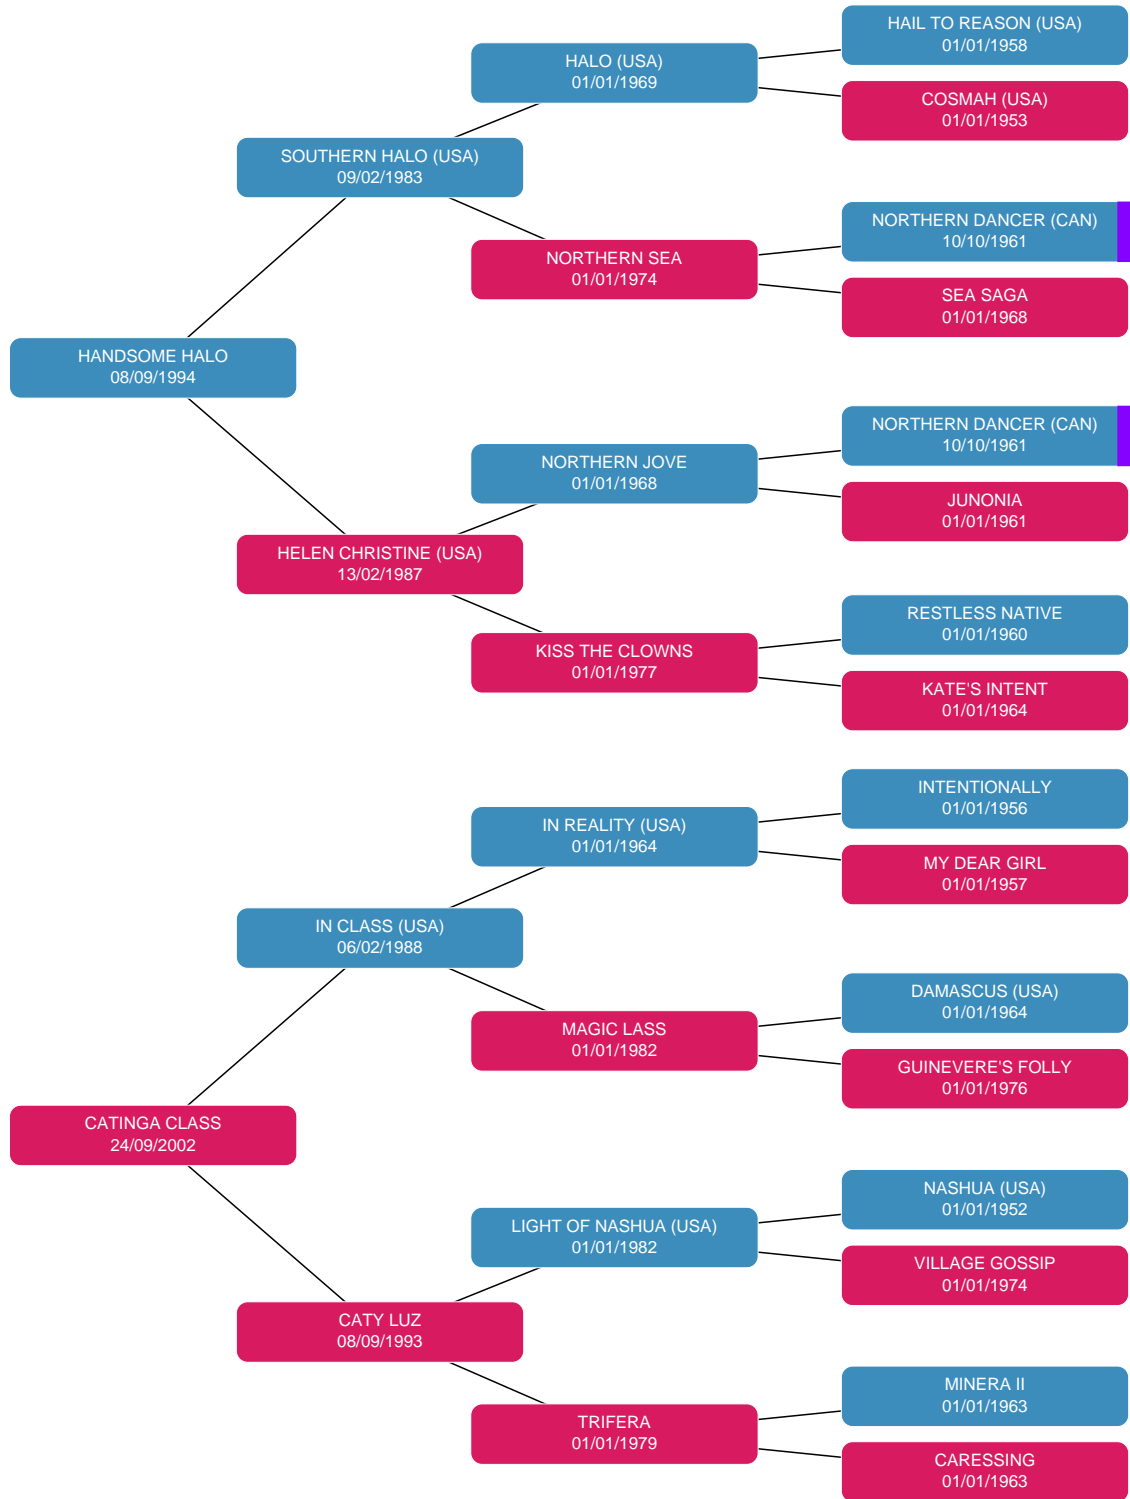 HAIL TO REASON (USA)
01/01/1958
HALO (USA)
01/01/1969
COSMAH (USA)
01/01/1953
SOUTHERN HALO (USA)
09/02/1983
NORTHERN DANCER (CAN)
10/10/1961
NORTHERN SEA
01/01/1974
SEA SAGA
01/01/1968
HANDSOME HALO
08/09/1994
NORTHERN DANCER (CAN)
10/10/1961
NORTHERN JOVE
01/01/1968
JUNONIA
01/01/1961
HELEN CHRISTINE (USA)
13/02/1987
RESTLESS NATIVE
01/01/1960
KISS THE CLOWNS
01/01/1977
KATE'S INTENT
01/01/1964
INTENTIONALLY
01/01/1956
IN REALITY (USA)
01/01/1964
MY DEAR GIRL
01/01/1957
IN CLASS (USA)
06/02/1988
DAMASCUS (USA)
01/01/1964
MAGIC LASS
01/01/1982
GUINEVERE'S FOLLY
01/01/1976
CATINGA CLASS
24/09/2002
NASHUA (USA)
01/01/1952
LIGHT OF NASHUA (USA)
01/01/1982
VILLAGE GOSSIP
01/01/1974
CATY LUZ
08/09/1993
MINERA II
01/01/1963
TRIFERA
01/01/1979
CARESSING
01/01/1963